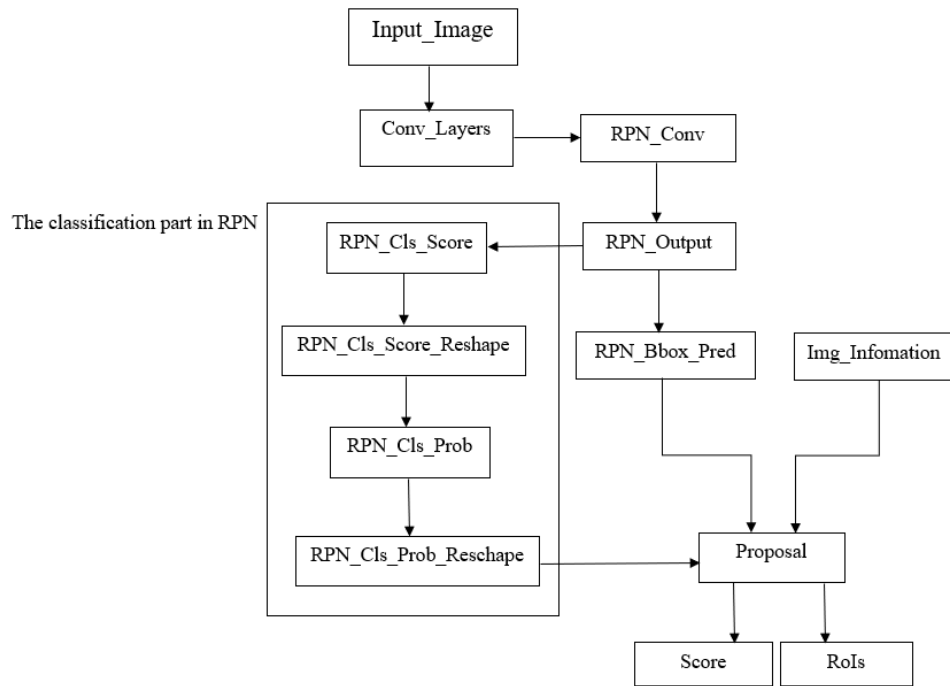 Input_Image
Conv_Layers
RPN_Conv
The classification part in RPN
RPN_Cls_Score
RPN_Output
RPN_Cls_Score_Reshape
RPN_Bbox_Pred
Img_Infomation
RPN_Cls_Prob
RPN_Cls_Prob_Reschape
Proposal
Score
RoIs